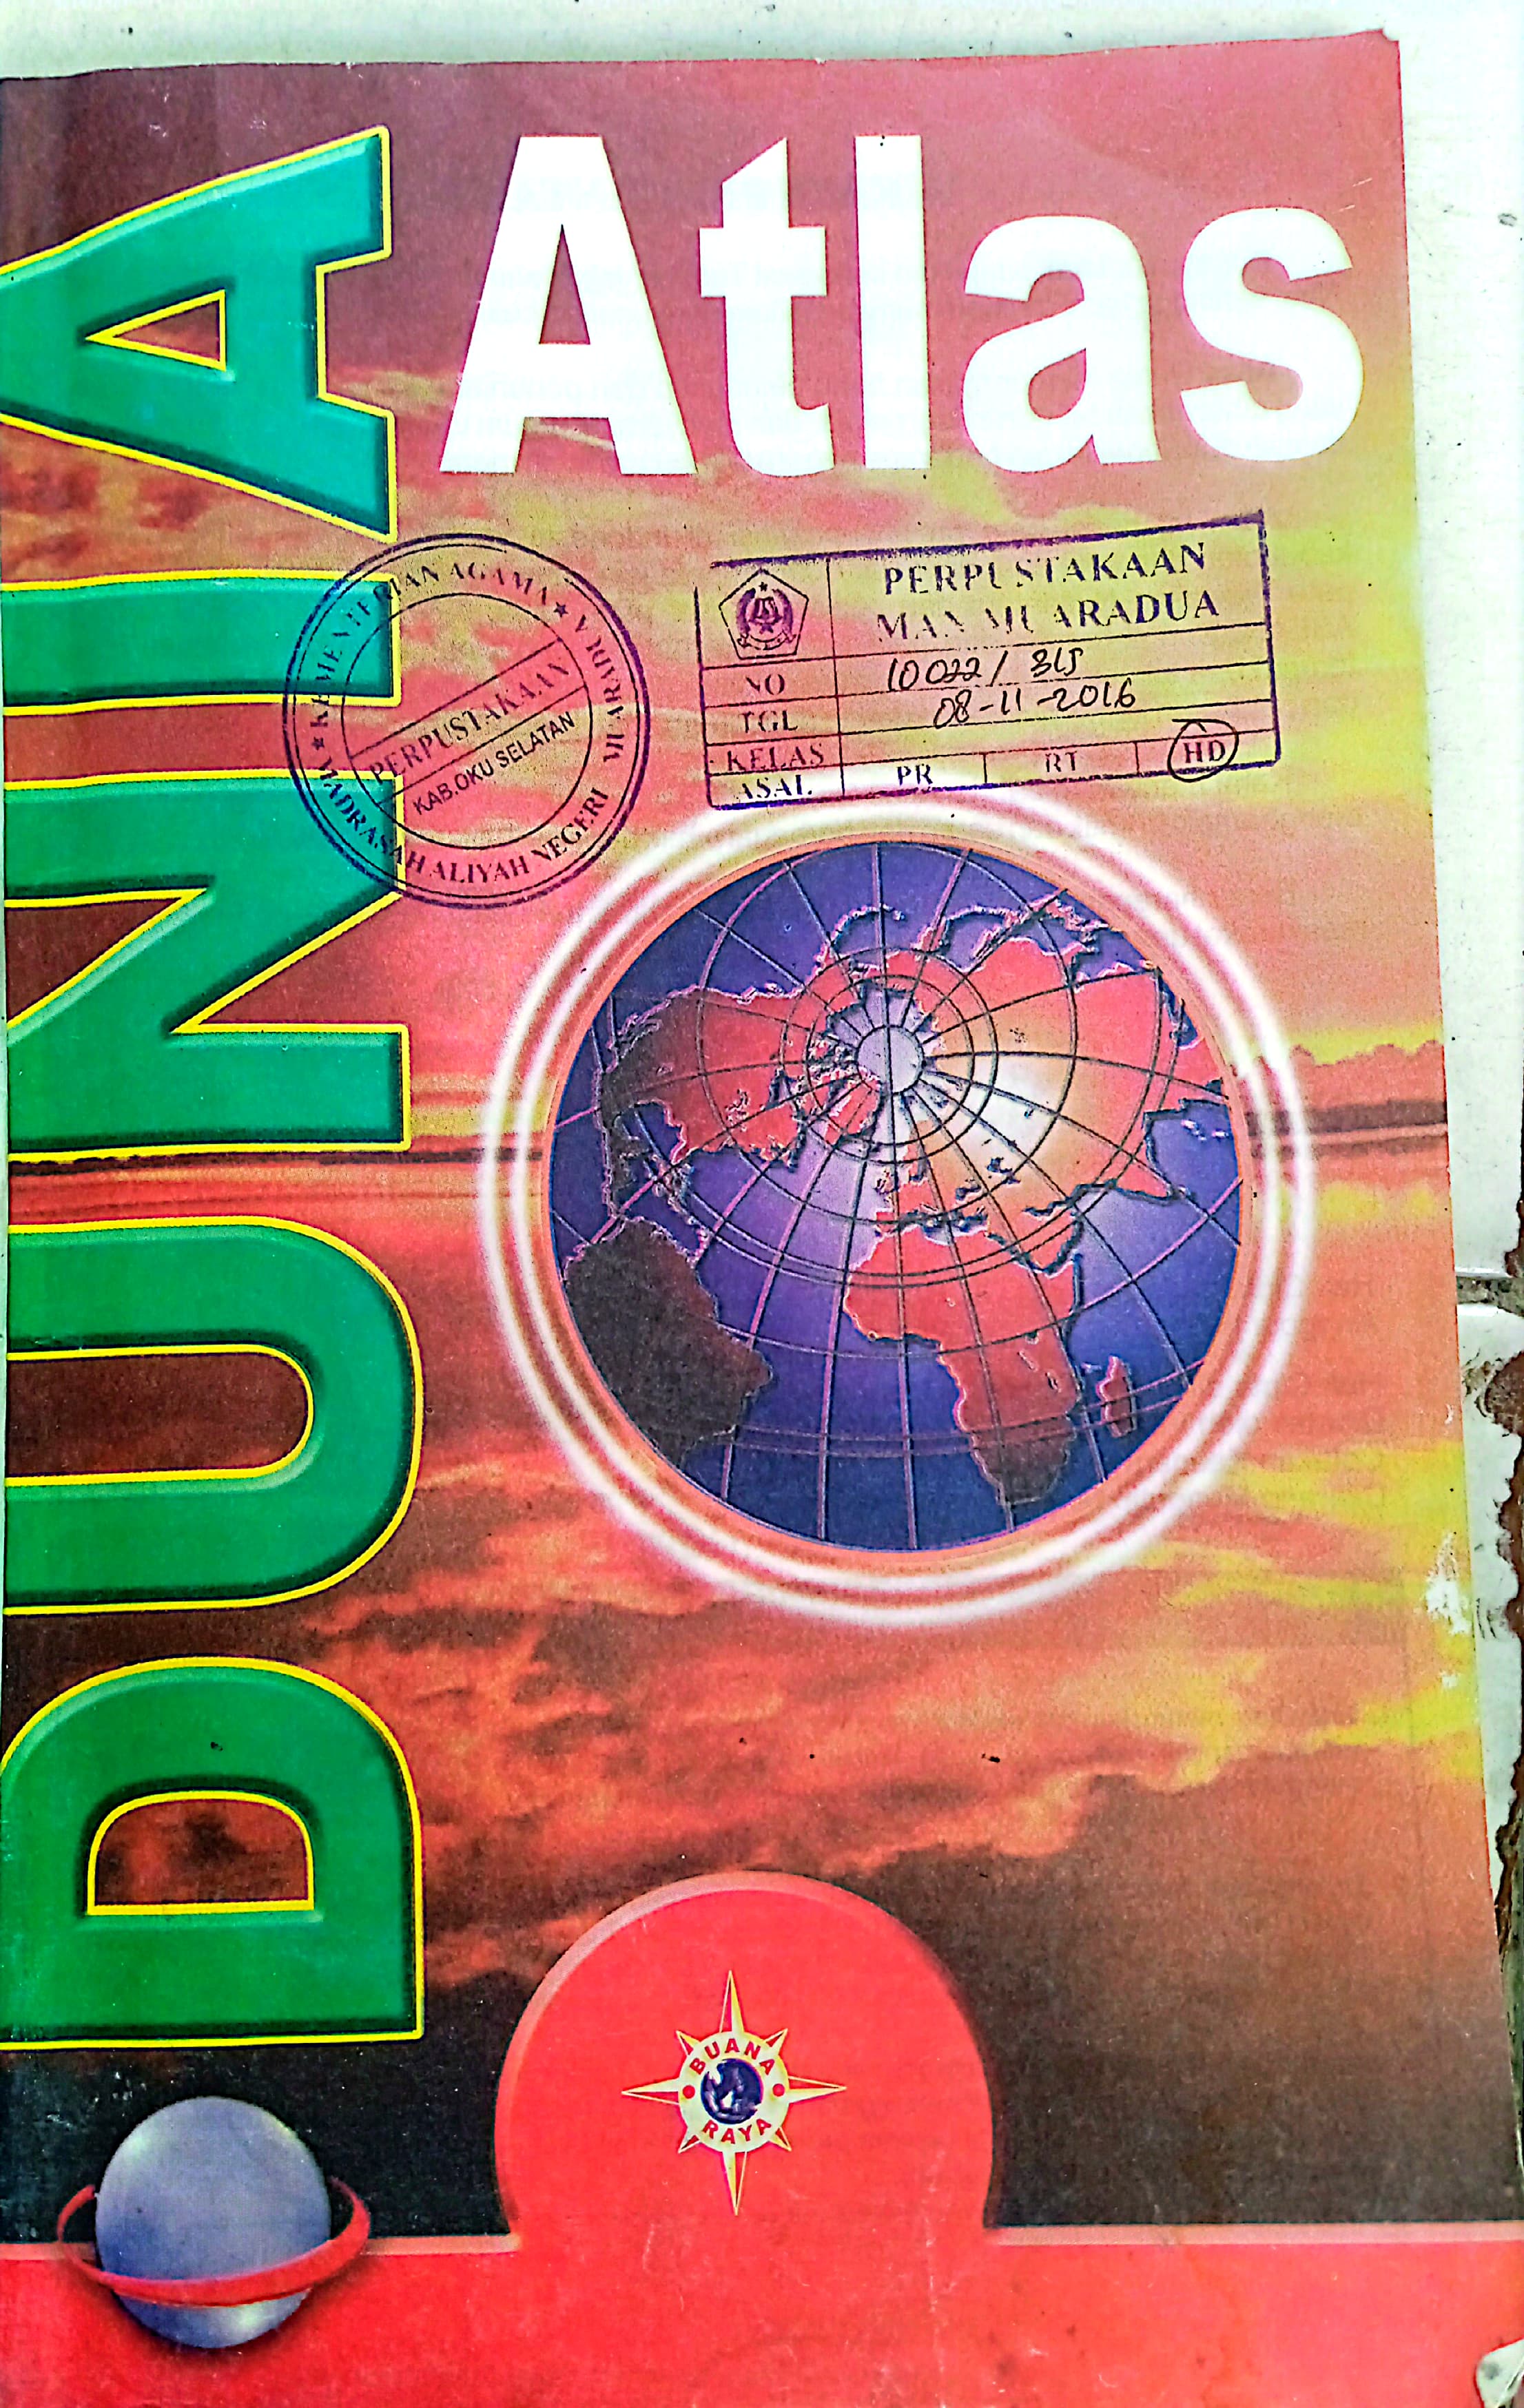 Atlas
DUNIA
KEMENTERIAN AGAMA
PERPUSTAKAAN
KAB.OKU SELATAN
MADRASAH ALIYAH NEGERI MUARADUA
PERPUSTAKAAN
MAN MUARADUA
NO 10022/
TGL 08-11-2016
KELAS
ASAL PR RT HD
BUANA
RAYA